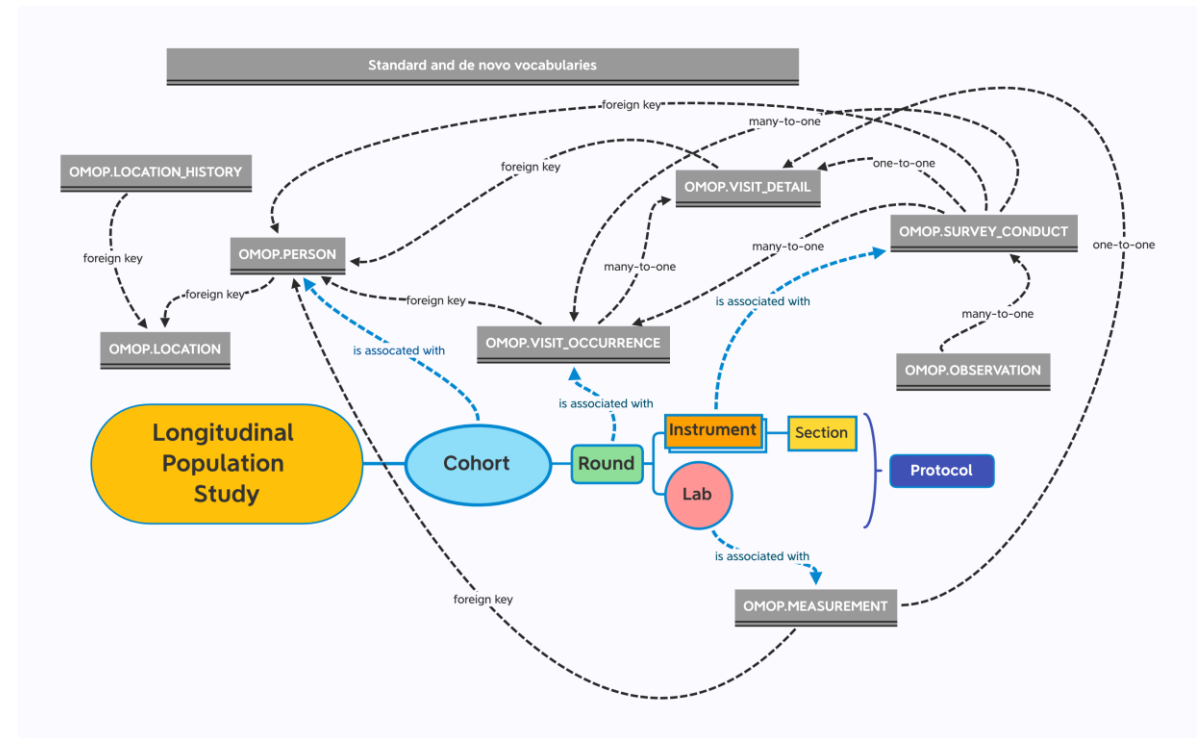 Standard and de novo vocabularies
foreign key
many-to-one
OMOP.LOCATION_HISTORY
foreign key
one-to-one
OMOP.VISIT_DETAIL
OMOP.SURVEY_CONDUCT
OMOP.PERSON
foreign key
many-to-one
many-to-one
one-to-one
foreign key
foreign key
is associated with
many-to-one
OMOP.LOCATION
is assocated with
OMOP.VISIT_OCCURRENCE
OMOP.OBSERVATION
is associated with
Longitudinal
Population
Study
Cohort
Round
Instrument
Section
Lab
Protocol
is associated with
foreign key
OMOP.MEASUREMENT